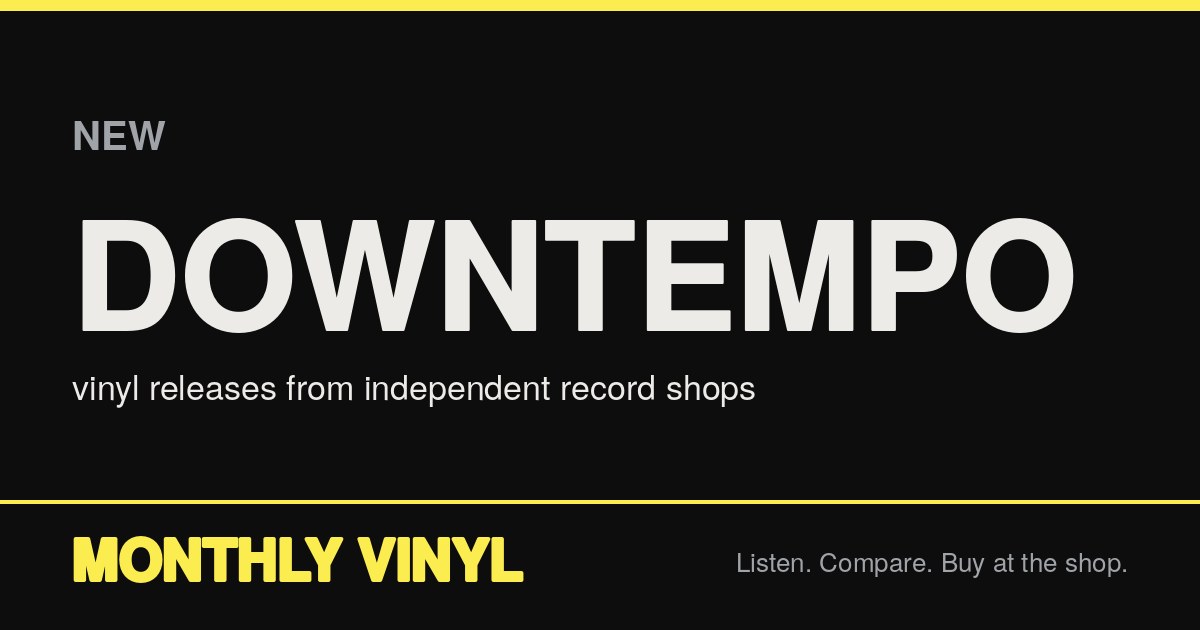 NEW
DOWNTEMPO
vinyl releases from independent record shops
MONTHLY VINYL
Listen. Compare. Buy at the shop.